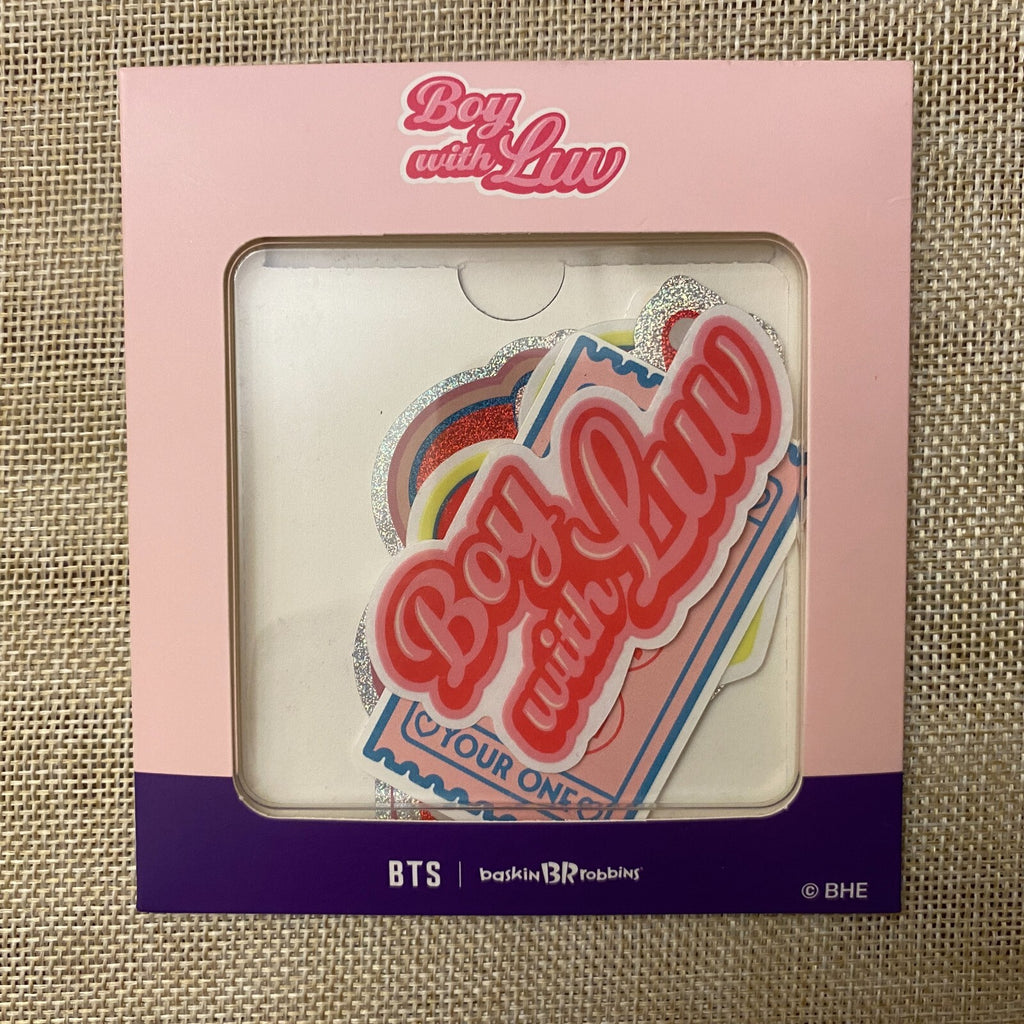 Boy
with Luv
Boy
with Luv
YOUR ONE
BTS | baskin BR robbins
© BHE